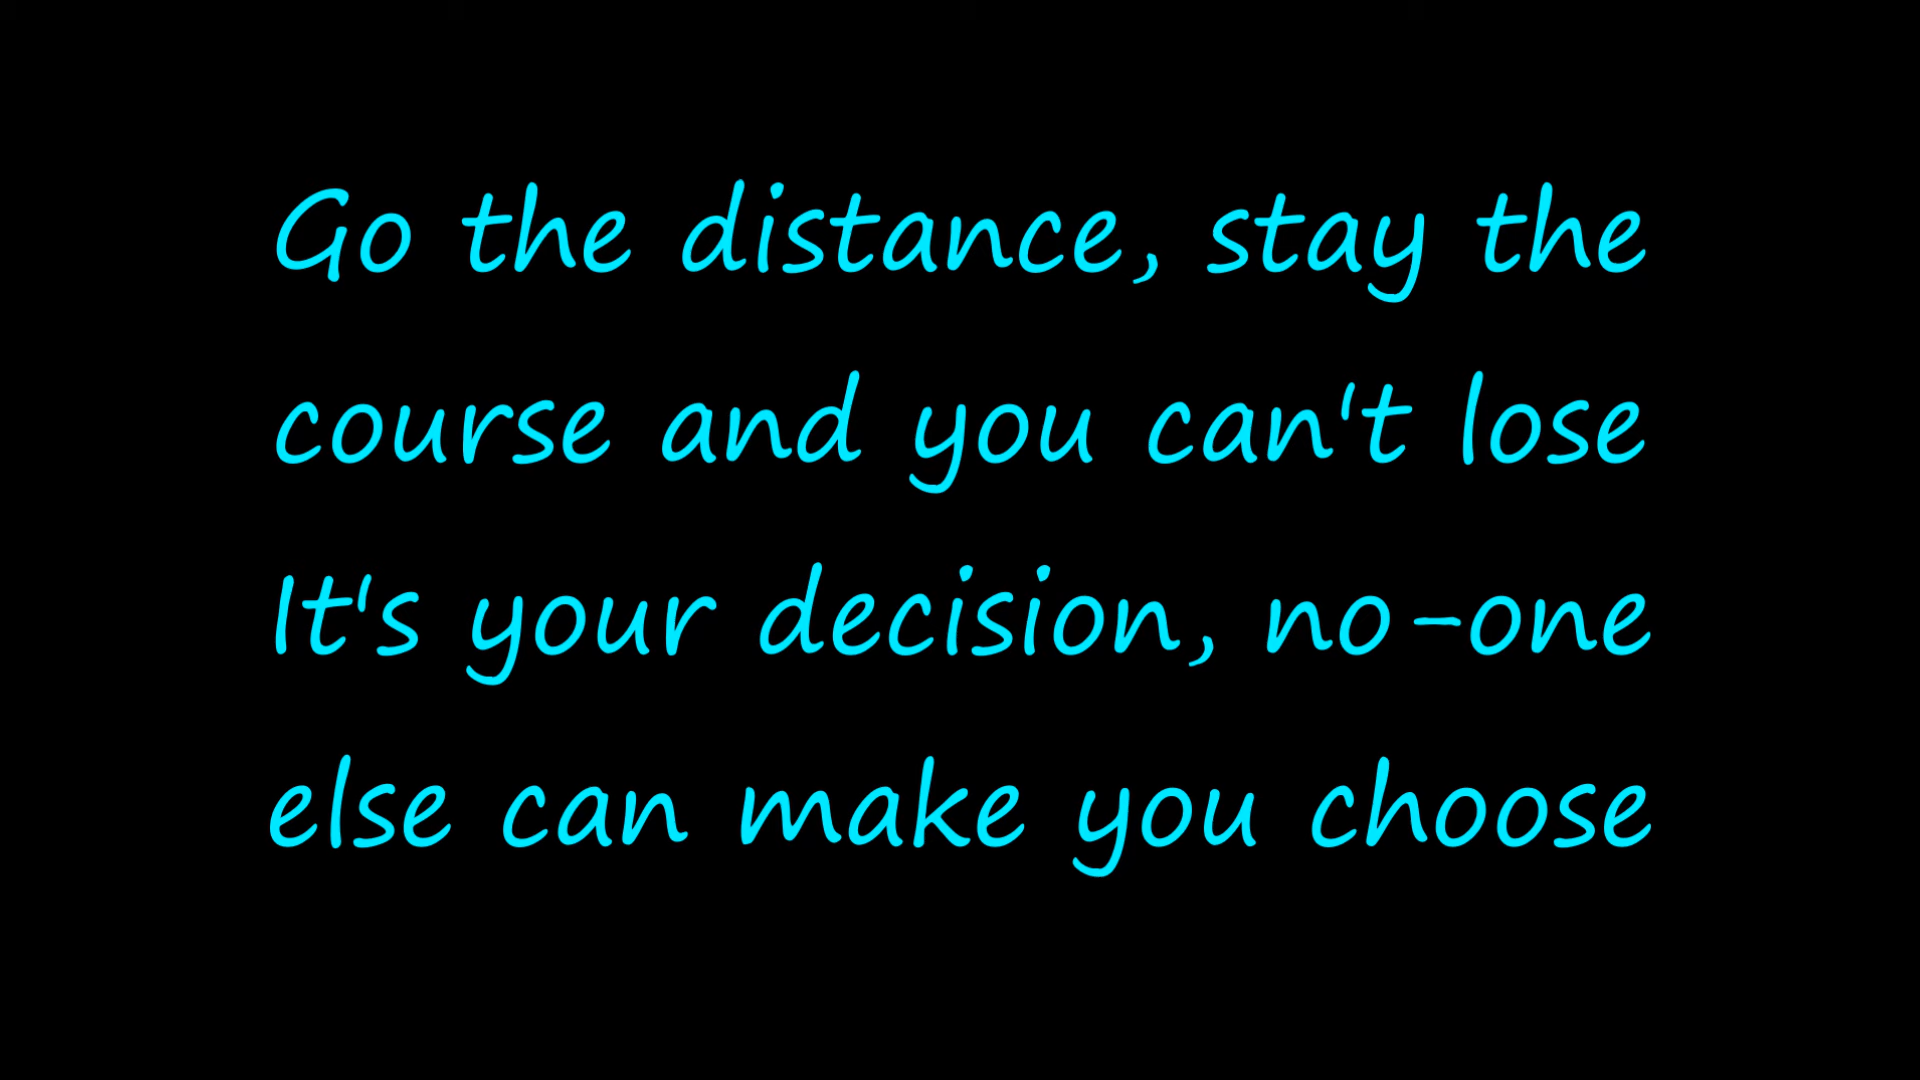 Go the distance, stay the
course and you can't lose
It's your decision, no-one
else can make you choose